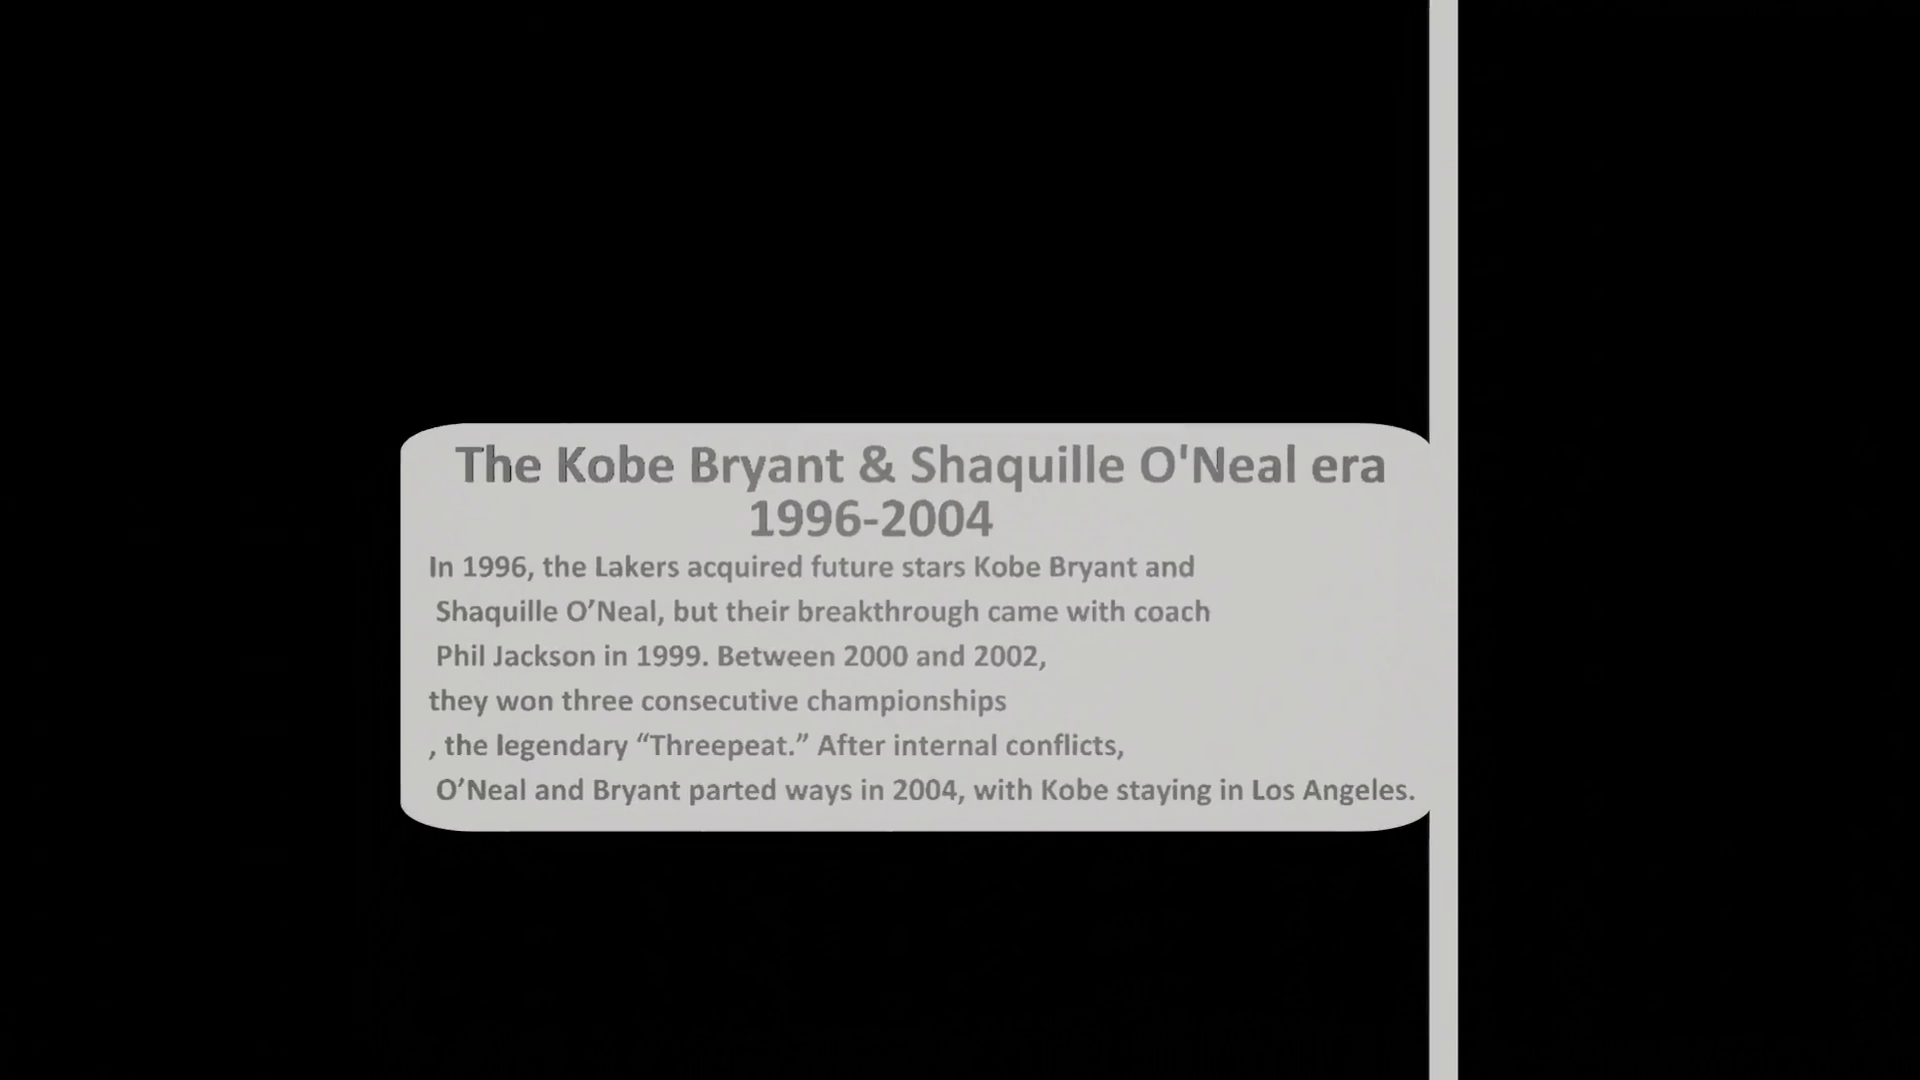 The Kobe Bryant & Shaquille O'Neal era
1996-2004
In 1996, the Lakers acquired future stars Kobe Bryant and
Shaquille O’Neal, but their breakthrough came with coach
Phil Jackson in 1999. Between 2000 and 2002,
they won three consecutive championships
, the legendary “Threepeat.” After internal conflicts,
O’Neal and Bryant parted ways in 2004, with Kobe staying in Los Angeles.